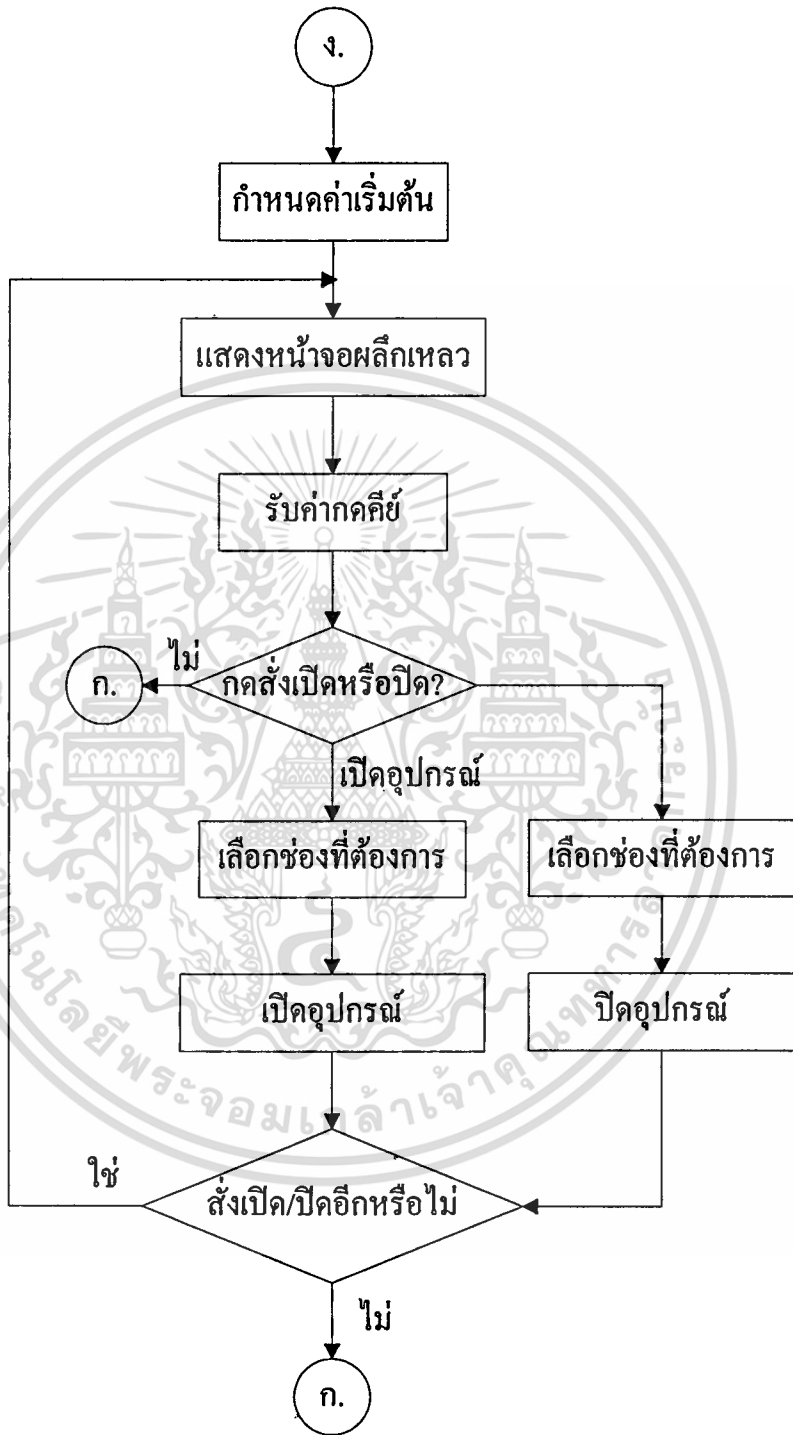 ง.
กำหนดค่าเริ่มต้น
แสดงหน้าจอผลึกเหลว
รับค่ากดคีย์
ไม่
ก.
กดสั่งเปิดหรือปิด?
เปิดอุปกรณ์
เลือกช่องที่ต้องการ
เลือกช่องที่ต้องการ
เปิดอุปกรณ์
ปิดอุปกรณ์
ใช่
สั่งเปิด/ปิดอีกหรือไม่
ไม่
ก.